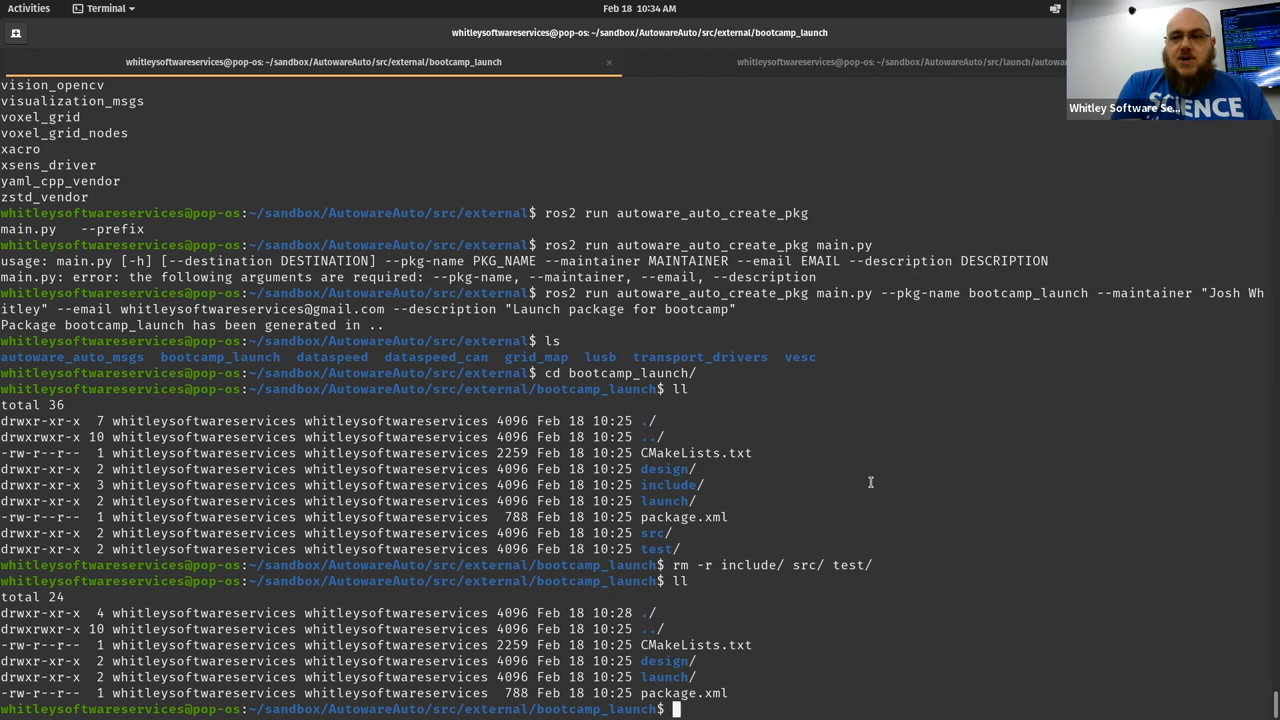 Activities
Terminal
Feb 18 10:34 AM
whitleysoftwareservices@pop-os: ~/sandbox/AutowareAuto/src/external/bootcamp_launch
whitleysoftwareservices@pop-os: ~/sandbox/AutowareAuto/src/external/bootcamp_launch ×
whitleysoftwareservices@pop-os: ~/sandbox/AutowareAuto/src/launch/autowar
SCIENCE
Whitley Software Se...
vision_opencv
visualization_msgs
voxel_grid
voxel_grid_nodes
xacro
xsens_driver
yaml_cpp_vendor
zstd_vendor
whitleysoftwareservices@pop-os:~/sandbox/AutowareAuto/src/external$ ros2 run autoware_auto_create_pkg
main.py   --prefix
whitleysoftwareservices@pop-os:~/sandbox/AutowareAuto/src/external$ ros2 run autoware_auto_create_pkg main.py
usage: main.py [-h] [--destination DESTINATION] --pkg-name PKG_NAME --maintainer MAINTAINER --email EMAIL --description DESCRIPTION
main.py: error: the following arguments are required: --pkg-name, --maintainer, --email, --description
whitleysoftwareservices@pop-os:~/sandbox/AutowareAuto/src/external$ ros2 run autoware_auto_create_pkg main.py --pkg-name bootcamp_launch --maintainer "Josh Wh
itley" --email whitleysoftwareservices@gmail.com --description "Launch package for bootcamp"
Package bootcamp_launch has been generated in ..
whitleysoftwareservices@pop-os:~/sandbox/AutowareAuto/src/external$ ls
autoware_auto_msgs  bootcamp_launch  dataspeed  dataspeed_can  grid_map  lusb  transport_drivers  vesc
whitleysoftwareservices@pop-os:~/sandbox/AutowareAuto/src/external$ cd bootcamp_launch/
whitleysoftwareservices@pop-os:~/sandbox/AutowareAuto/src/external/bootcamp_launch$ ll
total 36
drwxr-xr-x  7 whitleysoftwareservices whitleysoftwareservices 4096 Feb 18 10:25 ./
drwxrwxr-x 10 whitleysoftwareservices whitleysoftwareservices 4096 Feb 18 10:25 ../
-rw-r--r--  1 whitleysoftwareservices whitleysoftwareservices 2259 Feb 18 10:25 CMakeLists.txt
drwxr-xr-x  2 whitleysoftwareservices whitleysoftwareservices 4096 Feb 18 10:25 design/
drwxr-xr-x  3 whitleysoftwareservices whitleysoftwareservices 4096 Feb 18 10:25 include/
drwxr-xr-x  2 whitleysoftwareservices whitleysoftwareservices 4096 Feb 18 10:25 launch/
-rw-r--r--  1 whitleysoftwareservices whitleysoftwareservices  788 Feb 18 10:25 package.xml
drwxr-xr-x  2 whitleysoftwareservices whitleysoftwareservices 4096 Feb 18 10:25 src/
drwxr-xr-x  2 whitleysoftwareservices whitleysoftwareservices 4096 Feb 18 10:25 test/
whitleysoftwareservices@pop-os:~/sandbox/AutowareAuto/src/external/bootcamp_launch$ rm -r include/ src/ test/
whitleysoftwareservices@pop-os:~/sandbox/AutowareAuto/src/external/bootcamp_launch$ ll
total 24
drwxr-xr-x  4 whitleysoftwareservices whitleysoftwareservices 4096 Feb 18 10:28 ./
drwxrwxr-x 10 whitleysoftwareservices whitleysoftwareservices 4096 Feb 18 10:25 ../
-rw-r--r--  1 whitleysoftwareservices whitleysoftwareservices 2259 Feb 18 10:25 CMakeLists.txt
drwxr-xr-x  2 whitleysoftwareservices whitleysoftwareservices 4096 Feb 18 10:25 design/
drwxr-xr-x  2 whitleysoftwareservices whitleysoftwareservices 4096 Feb 18 10:25 launch/
-rw-r--r--  1 whitleysoftwareservices whitleysoftwareservices  788 Feb 18 10:25 package.xml
whitleysoftwareservices@pop-os:~/sandbox/AutowareAuto/src/external/bootcamp_launch$